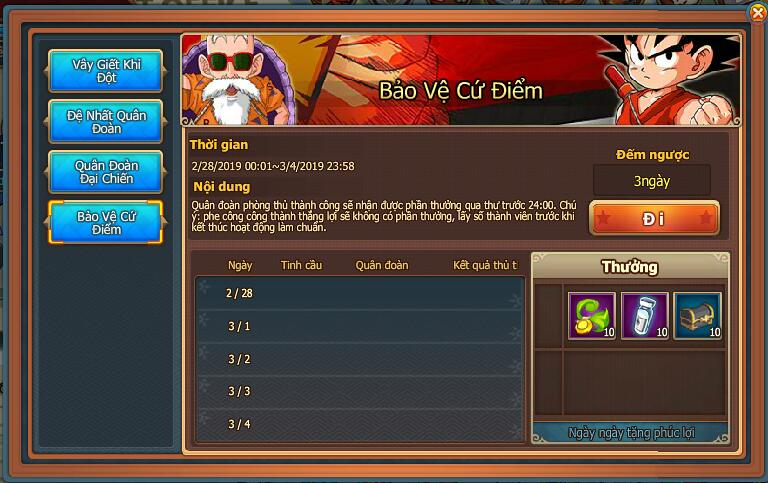 Vây Giết Khỉ
Đột
Đệ Nhất Quân
Đoàn
Quân Đoàn
Đại Chiến
Bảo Vệ Cứ
Điểm
Bảo Vệ Cứ Điểm
Thời gian
2/28/2019 00:01~3/4/2019 23:58
Nội dung
Quân đoàn phòng thủ thành công sẽ nhận được phần thưởng qua thư trước 24:00. Chú
ý: phe công công thành thắng lợi sẽ không có phần thưởng, lấy số thành viên trước khi
kết thúc hoạt động làm chuẩn.
Đếm ngược
3ngày
Đi
Ngày Tinh cầu Quân đoàn Kết quả thủ t
2 / 28
3 / 1
3 / 2
3 / 3
3 / 4
Thưởng
10 10 10
Ngày ngày tặng phúc lợi